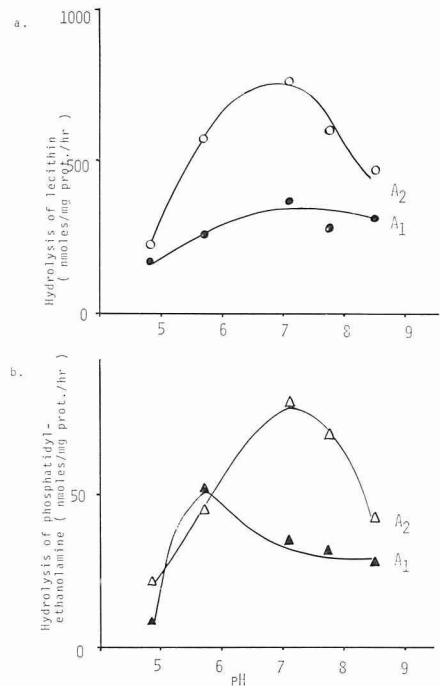 a.
1000
500
0
Hydrolysis of lecithin
( nmoles/mg prot./hr )
A2
A1
5 6 7 8 9
b.
50
0
Hydrolysis of phosphatidyl-
ethanolamine ( nmoles/mg prot./hr )
A2
A1
5 6 7 8 9
pH